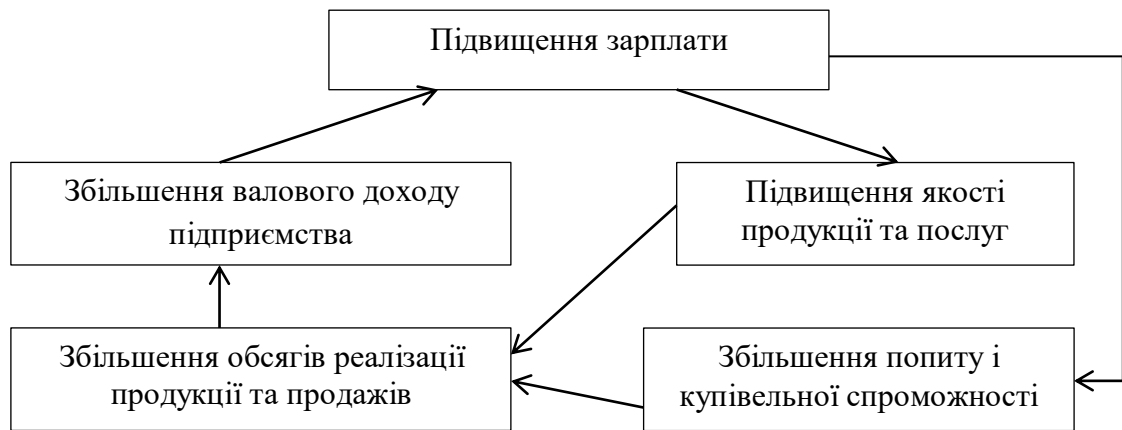 Підвищення зарплати
Збільшення валового доходу
підприємства
Підвищення якості
продукції та послуг
Збільшення обсягів реалізації
продукції та продажів
Збільшення попиту і
купівельної спроможності